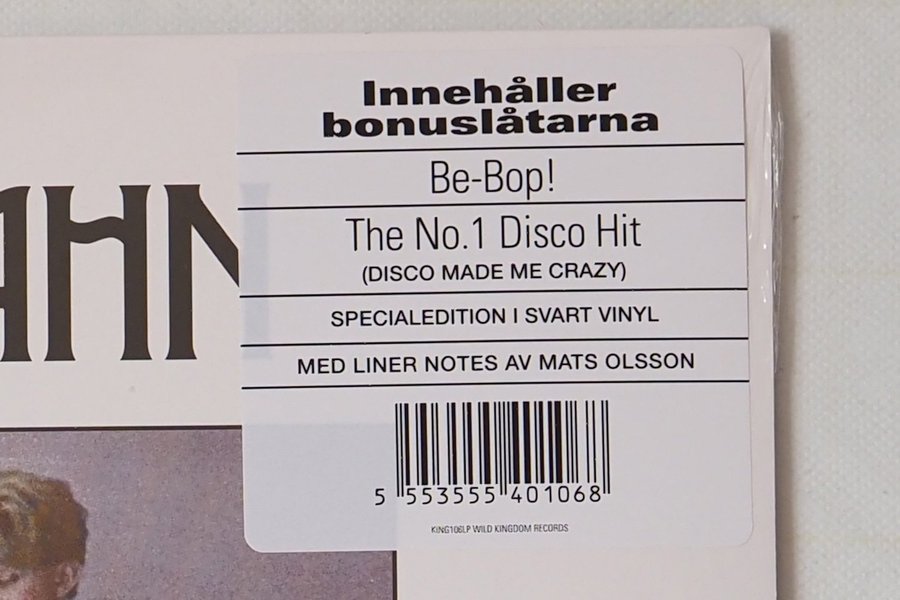 Innehåller
bonuslåtarna
Be-Bop!
The No.1 Disco Hit
(DISCO MADE ME CRAZY)
SPECIALEDITION I SVART VINYL
MED LINER NOTES AV MATS OLSSON
AHN
5 553555 401068
KING106LP WILD KINGDOM RECORDS